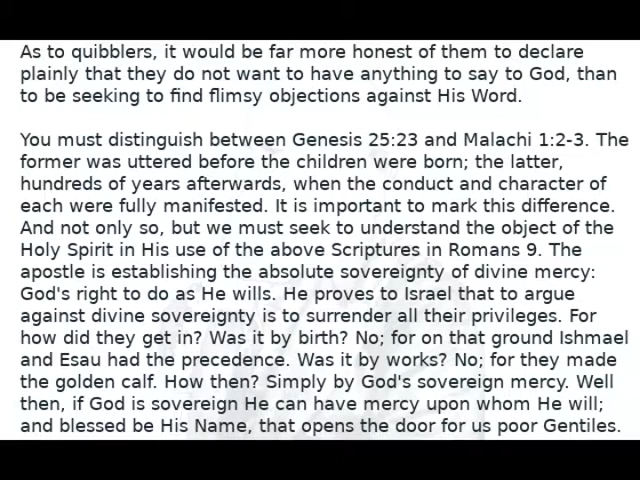 As to quibblers, it would be far more honest of them to declare
plainly that they do not want to have anything to say to God, than
to be seeking to find flimsy objections against His Word.
You must distinguish between Genesis 25:23 and Malachi 1:2-3. The
former was uttered before the children were born; the latter,
hundreds of years afterwards, when the conduct and character of
each were fully manifested. It is important to mark this difference.
And not only so, but we must seek to understand the object of the
Holy Spirit in His use of the above Scriptures in Romans 9. The
apostle is establishing the absolute sovereignty of divine mercy:
God's right to do as He wills. He proves to Israel that to argue
against divine sovereignty is to surrender all their privileges. For
how did they get in? Was it by birth? No; for on that ground Ishmael
and Esau had the precedence. Was it by works? No; for they made
the golden calf. How then? Simply by God's sovereign mercy. Well
then, if God is sovereign He can have mercy upon whom He will;
and blessed be His Name, that opens the door for us poor Gentiles.